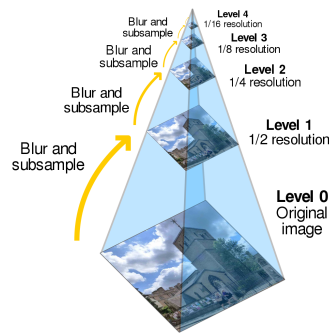 Level 4
1/16 resolution
Blur and
subsample
Level 3
1/8 resolution
Blur and
subsample
Level 2
1/4 resolution
Blur and
subsample
Level 1
1/2 resolution
Blur and
subsample
Level 0
Original
image